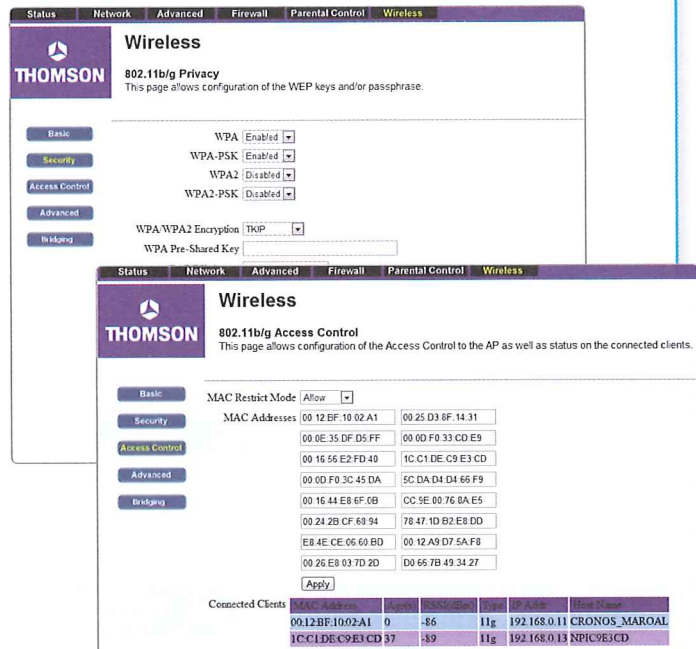 Status Network Advanced Firewall Parental Control Wireless
THOMSON
Wireless
802.11b/g Privacy
This page allows configuration of the WEP keys and/or passphrase.
Basic
Security
Access Control
Advanced
Bridging
WPA Enabled
WPA-PSK Enabled
WPA2 Disabled
WPA2-PSK Disabled
WPA/WPA2 Encryption TKIP
WPA Pre-Shared Key
Status Network Advanced Firewall Parental Control Wireless
THOMSON
Wireless
802.11b/g Access Control
This page allows configuration of the Access Control to the AP as well as status on the connected clients.
Basic
Security
Access Control
Advanced
Bridging
MAC Restrict Mode Allow
MAC Addresses 00:12:BF:10:02:A1 00:25:D3:8F:14:31
00:0E:35:DF:D5:FF 00:0D:F0:33:CD:E9
00:16:56:E2:FD:40 1C:C1:DE:C9:E3:CD
00:0D:F0:3C:45:DA 5C:DA:D4:D4:66:F9
00:16:44:E8:6F:0B CC:9E:00:76:8A:E5
00:24:2B:CF:68:94 78:47:1D:B2:E8:DD
E8:4E:CE:06:60:BD 00:12:A9:D7:5A:F8
00:26:E8:03:7D:2D D0:66:7B:49:34:27
Apply
Connected Clients MAC Address Age(s) RSSI(dBm) Type IP Addr Host Name
00:12:BF:10:02:A1 0 -86 11g 192.168.0.11 CRONOS_MAROAL
1C:C1:DE:C9:E3:CD 37 -89 11g 192.168.0.13 NPIC9E3CD